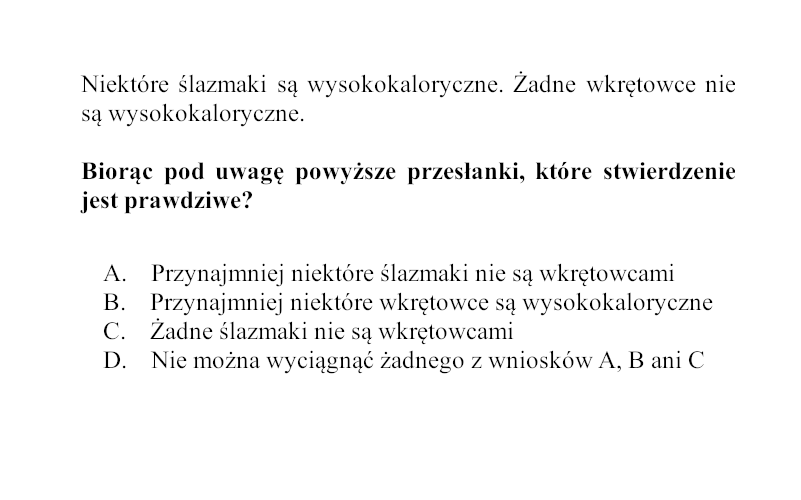 Niektóre ślazmaki są wysokokaloryczne. Żadne wkrętowce nie
są wysokokaloryczne.
Biorąc pod uwagę powyższe przesłanki, które stwierdzenie
jest prawdziwe?
A. Przynajmniej niektóre ślazmaki nie są wkrętowcami
B. Przynajmniej niektóre wkrętowce są wysokokaloryczne
C. Żadne ślazmaki nie są wkrętowcami
D. Nie można wyciągnąć żadnego z wniosków A, B ani C